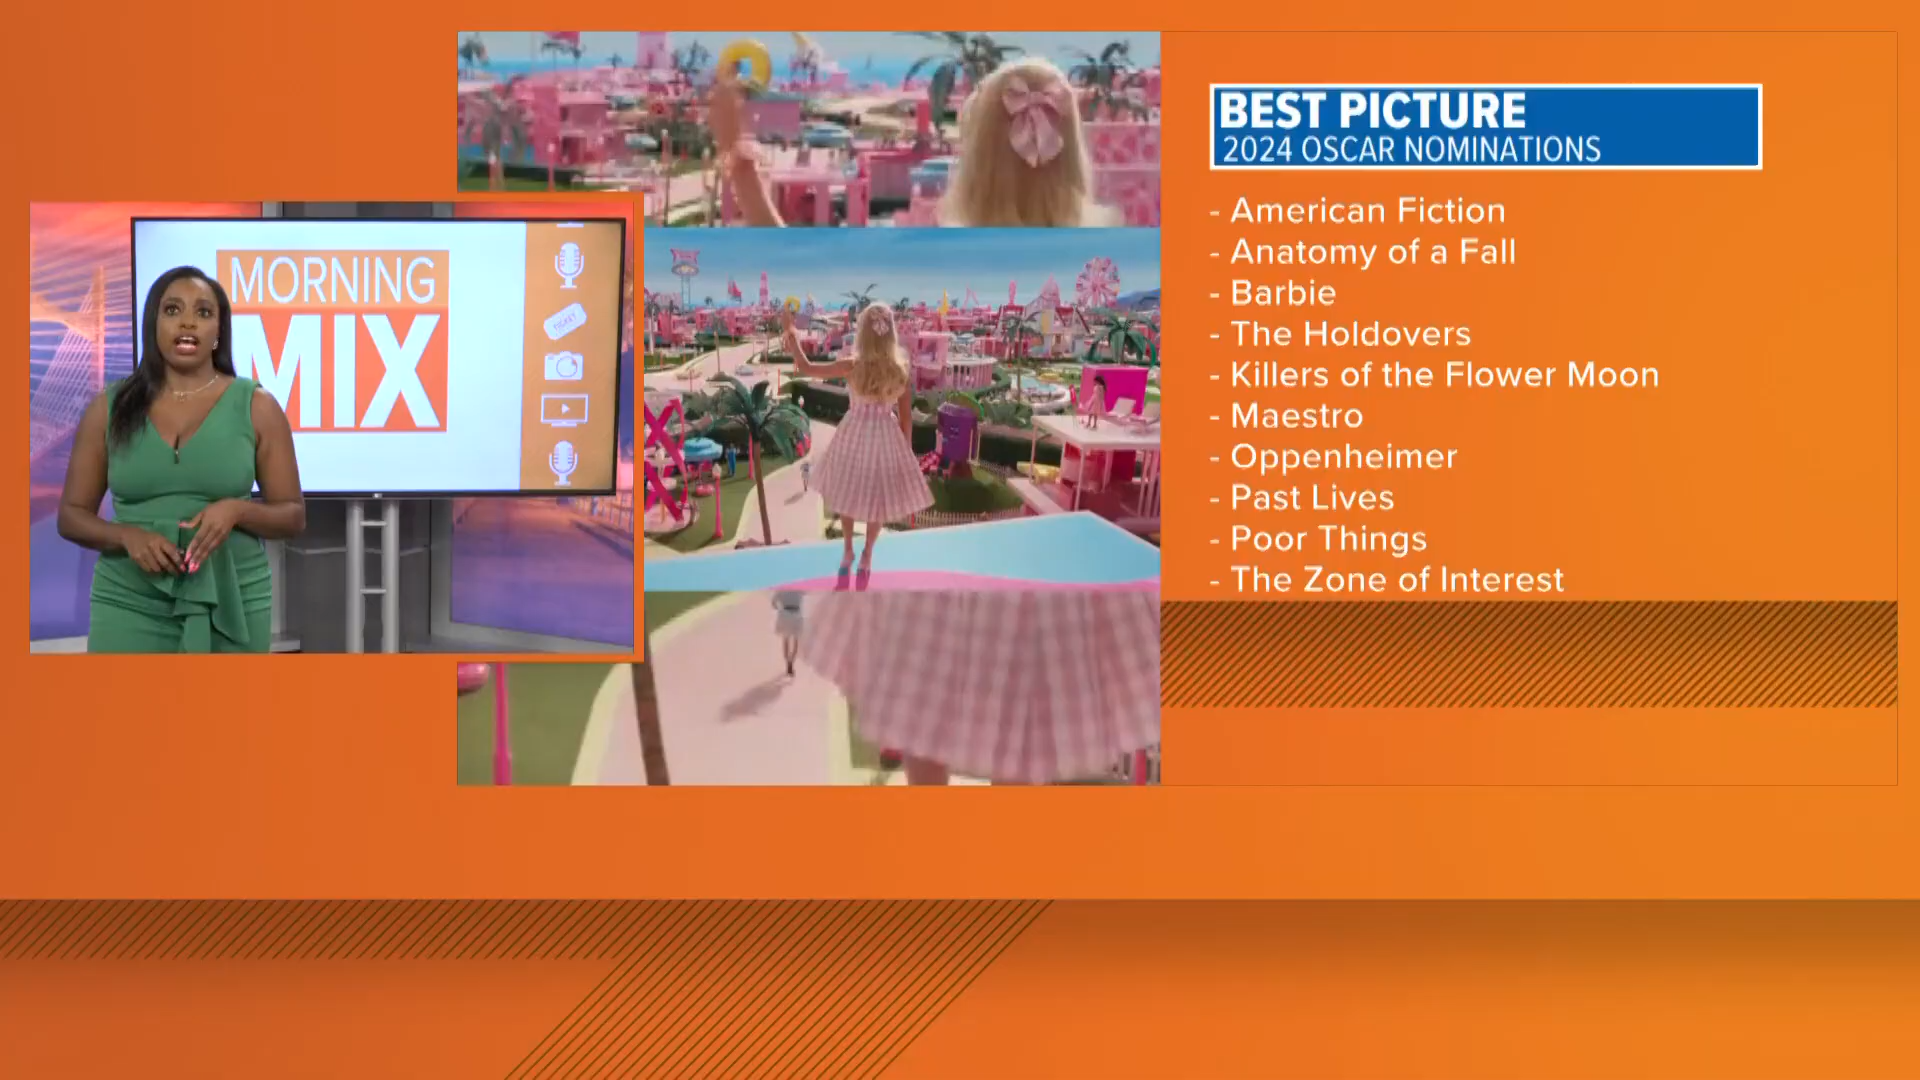 BEST PICTURE
2024 OSCAR NOMINATIONS
- American Fiction
- Anatomy of a Fall
- Barbie
- The Holdovers
- Killers of the Flower Moon
- Maestro
- Oppenheimer
- Past Lives
- Poor Things
- The Zone of Interest
MORNING
MIX
TICKET